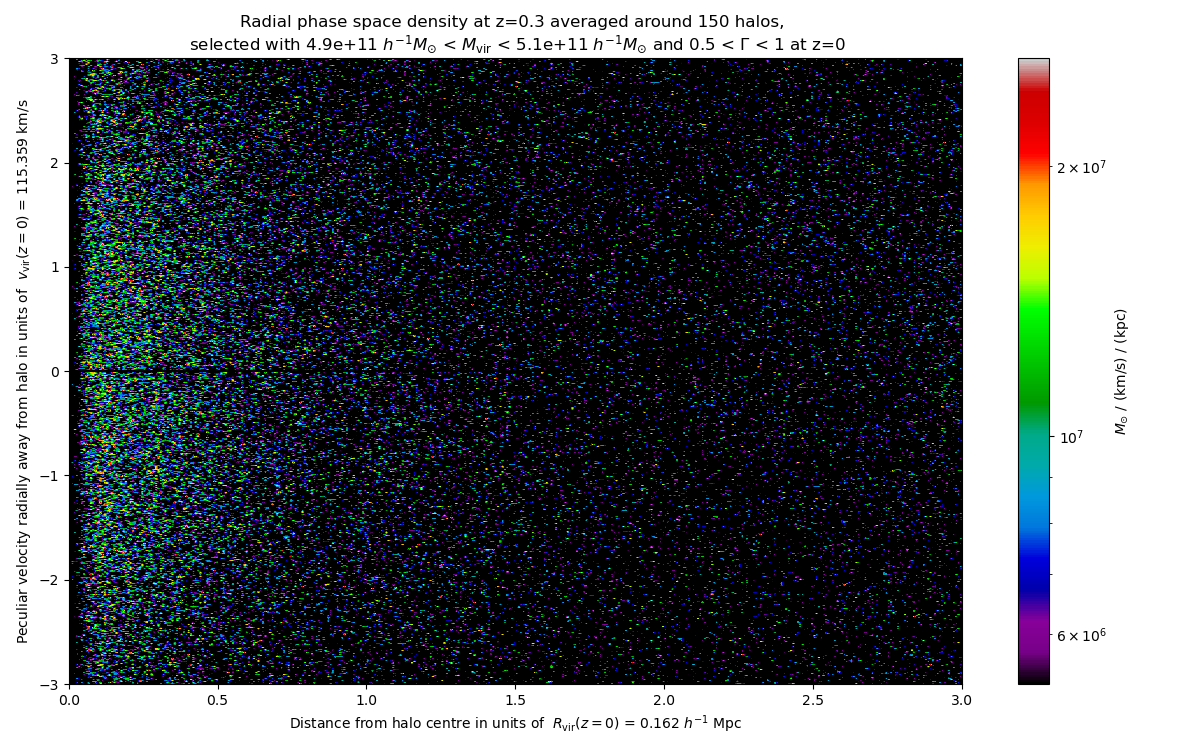 Radial phase space density at z=0.3 averaged around 150 halos,
selected with 4.9e+11 h⁻¹M☉ < Mvir < 5.1e+11 h⁻¹M☉ and 0.5 < Γ < 1 at z=0
Peculiar velocity radially away from halo in units of vvir(z = 0) = 115.359 km/s
3
2
1
0
−1
−2
−3
0.0
0.5
1.0
1.5
2.0
2.5
3.0
Distance from halo centre in units of Rvir(z = 0) = 0.162 h⁻¹ Mpc
2 × 10⁷
10⁷
6 × 10⁶
M☉ / (km/s) / (kpc)